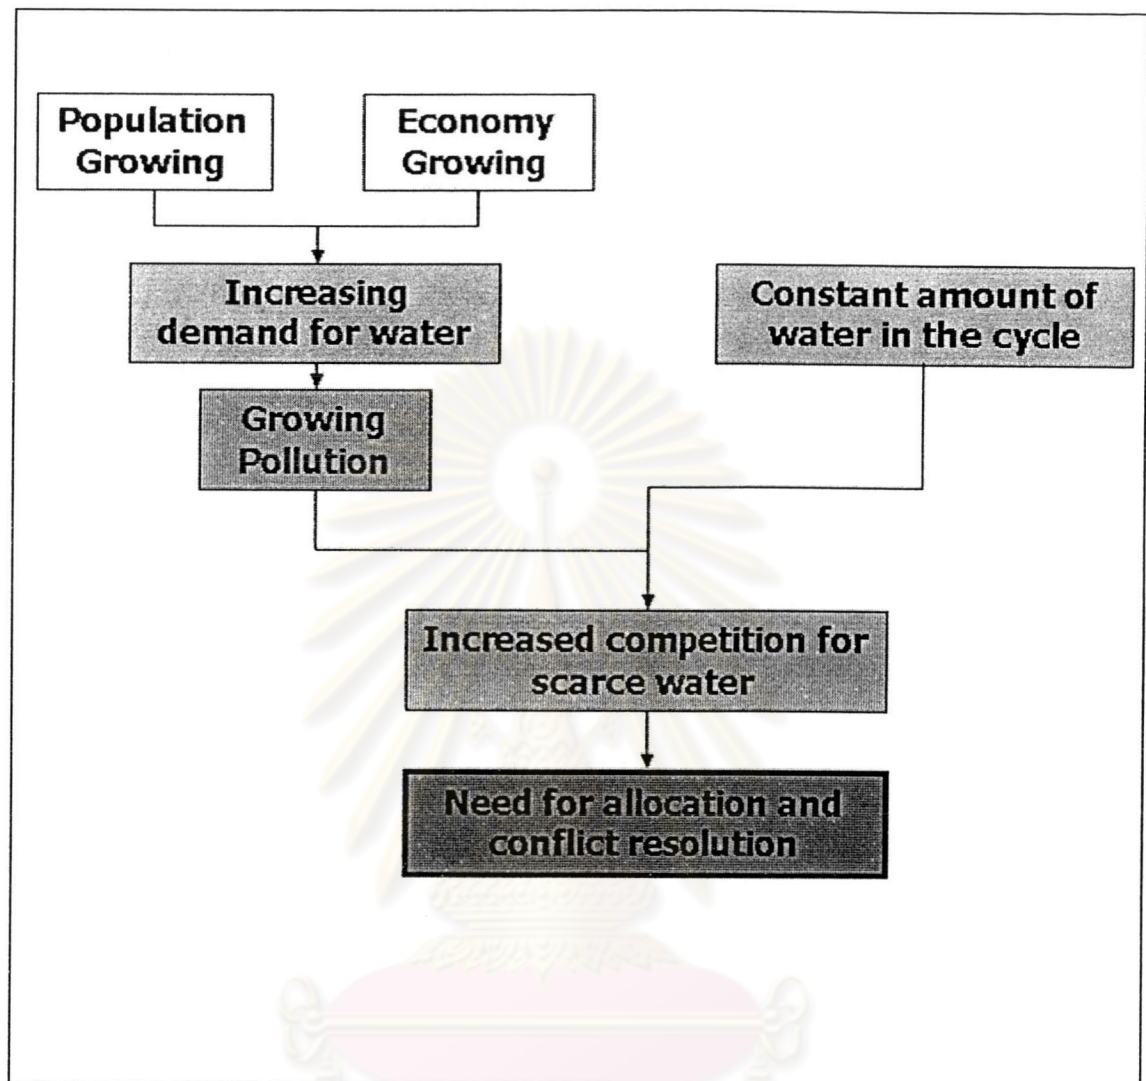 Population
Growing
Economy
Growing
Increasing
demand for water
Constant amount of
water in the cycle
Growing
Pollution
Increased competition for
scarce water
Need for allocation and
conflict resolution